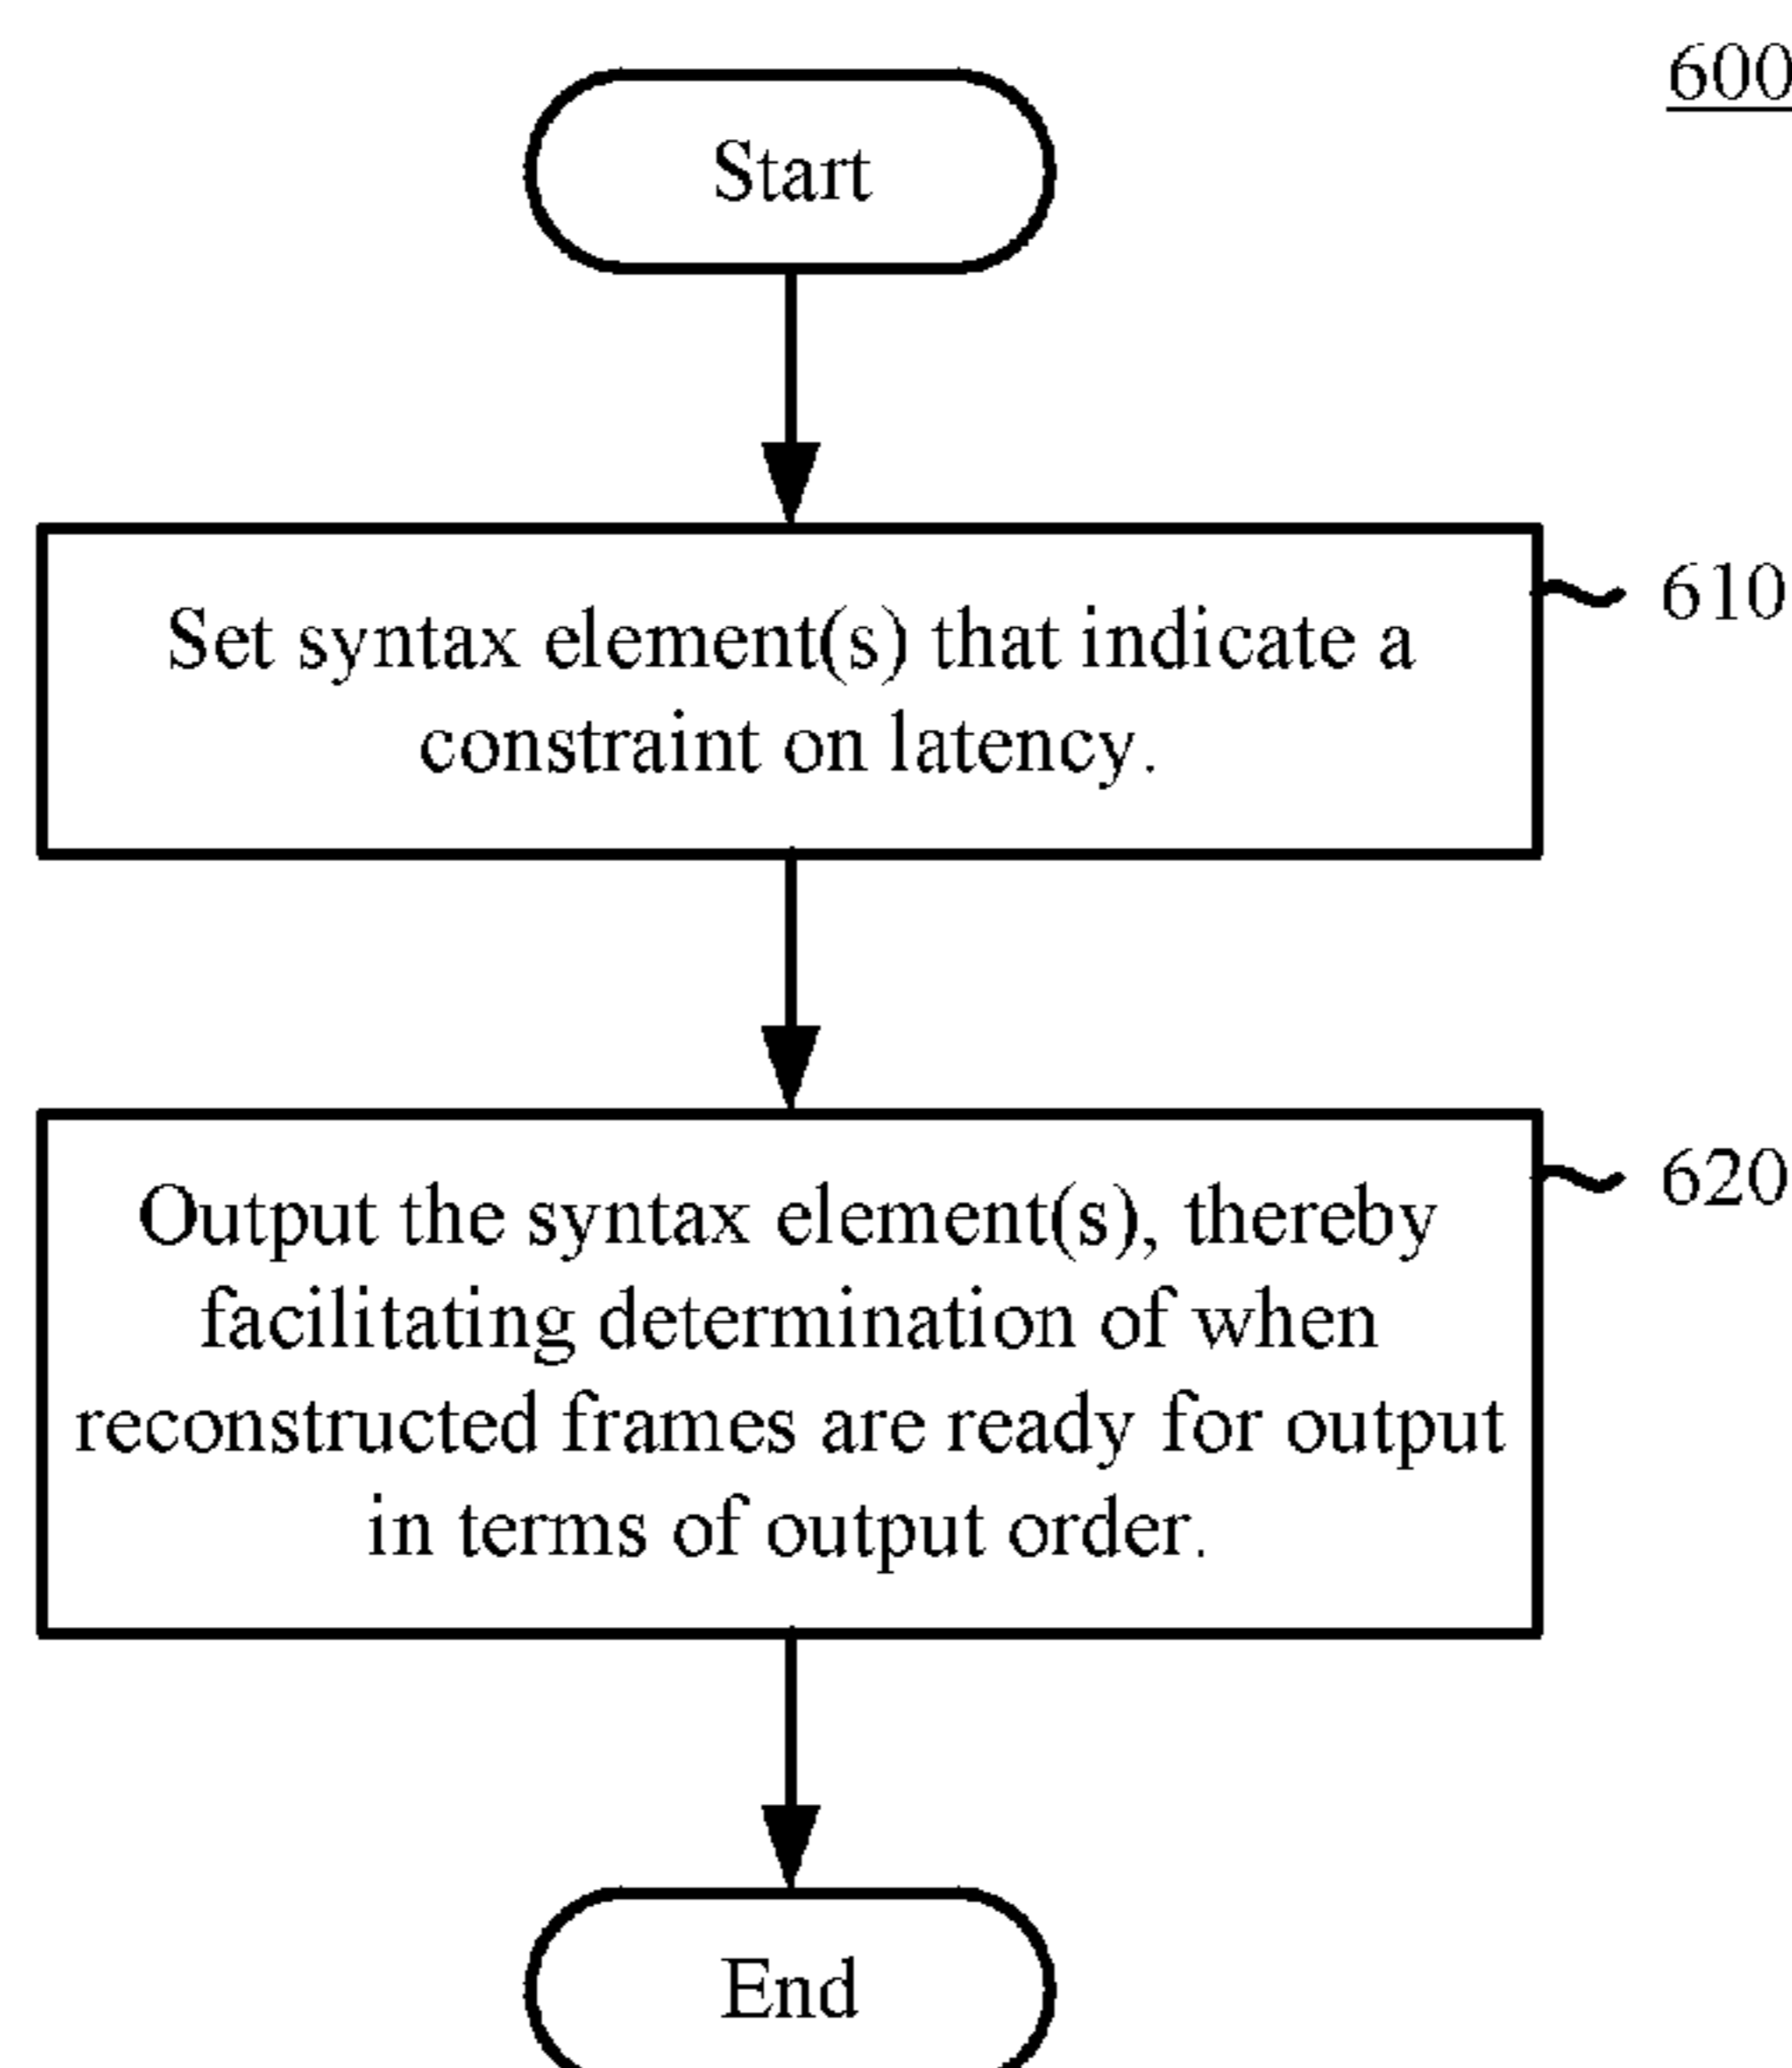 600
Start
Set syntax element(s) that indicate a
constraint on latency.
610
Output the syntax element(s), thereby
facilitating determination of when
reconstructed frames are ready for output
in terms of output order.
620
End